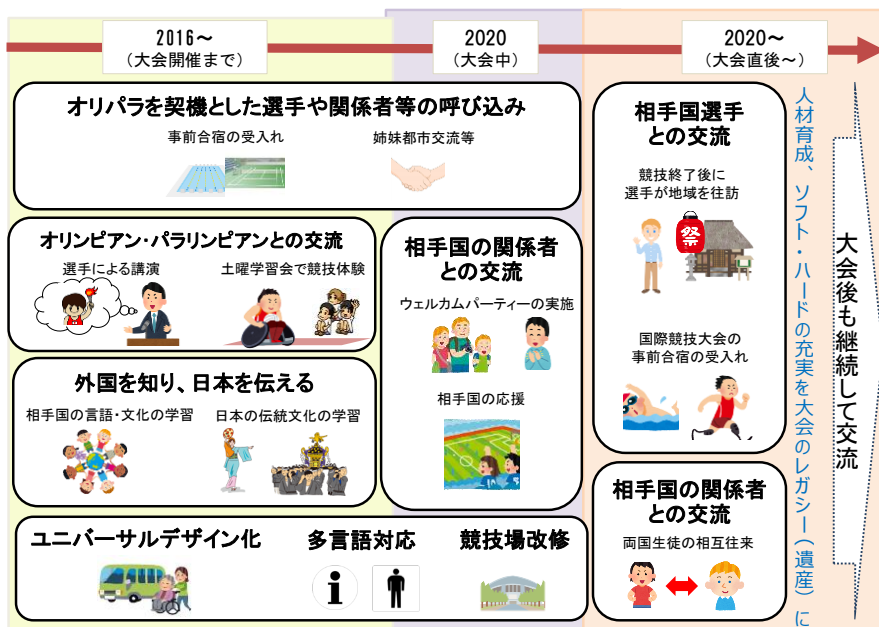 2016~
(大会開催まで)
2020
(大会中)
2020~
(大会直後~)
オリパラを契機とした選手や関係者等の呼び込み
事前合宿の受入れ
姉妹都市交流等
オリンピアン・パラリンピアンとの交流
選手による講演
土曜学習会で競技体験
外国を知り、日本を伝える
相手国の言語・文化の学習
日本の伝統文化の学習
相手国の関係者
との交流
ウェルカムパーティーの実施
相手国の応援
ユニバーサルデザイン化
多言語対応
競技場改修
i
相手国選手
との交流
競技終了後に
選手が地域を往訪
祭
国際競技大会の
事前合宿の受入れ
相手国の関係者
との交流
両国生徒の相互往来
人材育成、ソフト・ハードの充実を大会のレガシー(遺産)に
大会後も継続して交流